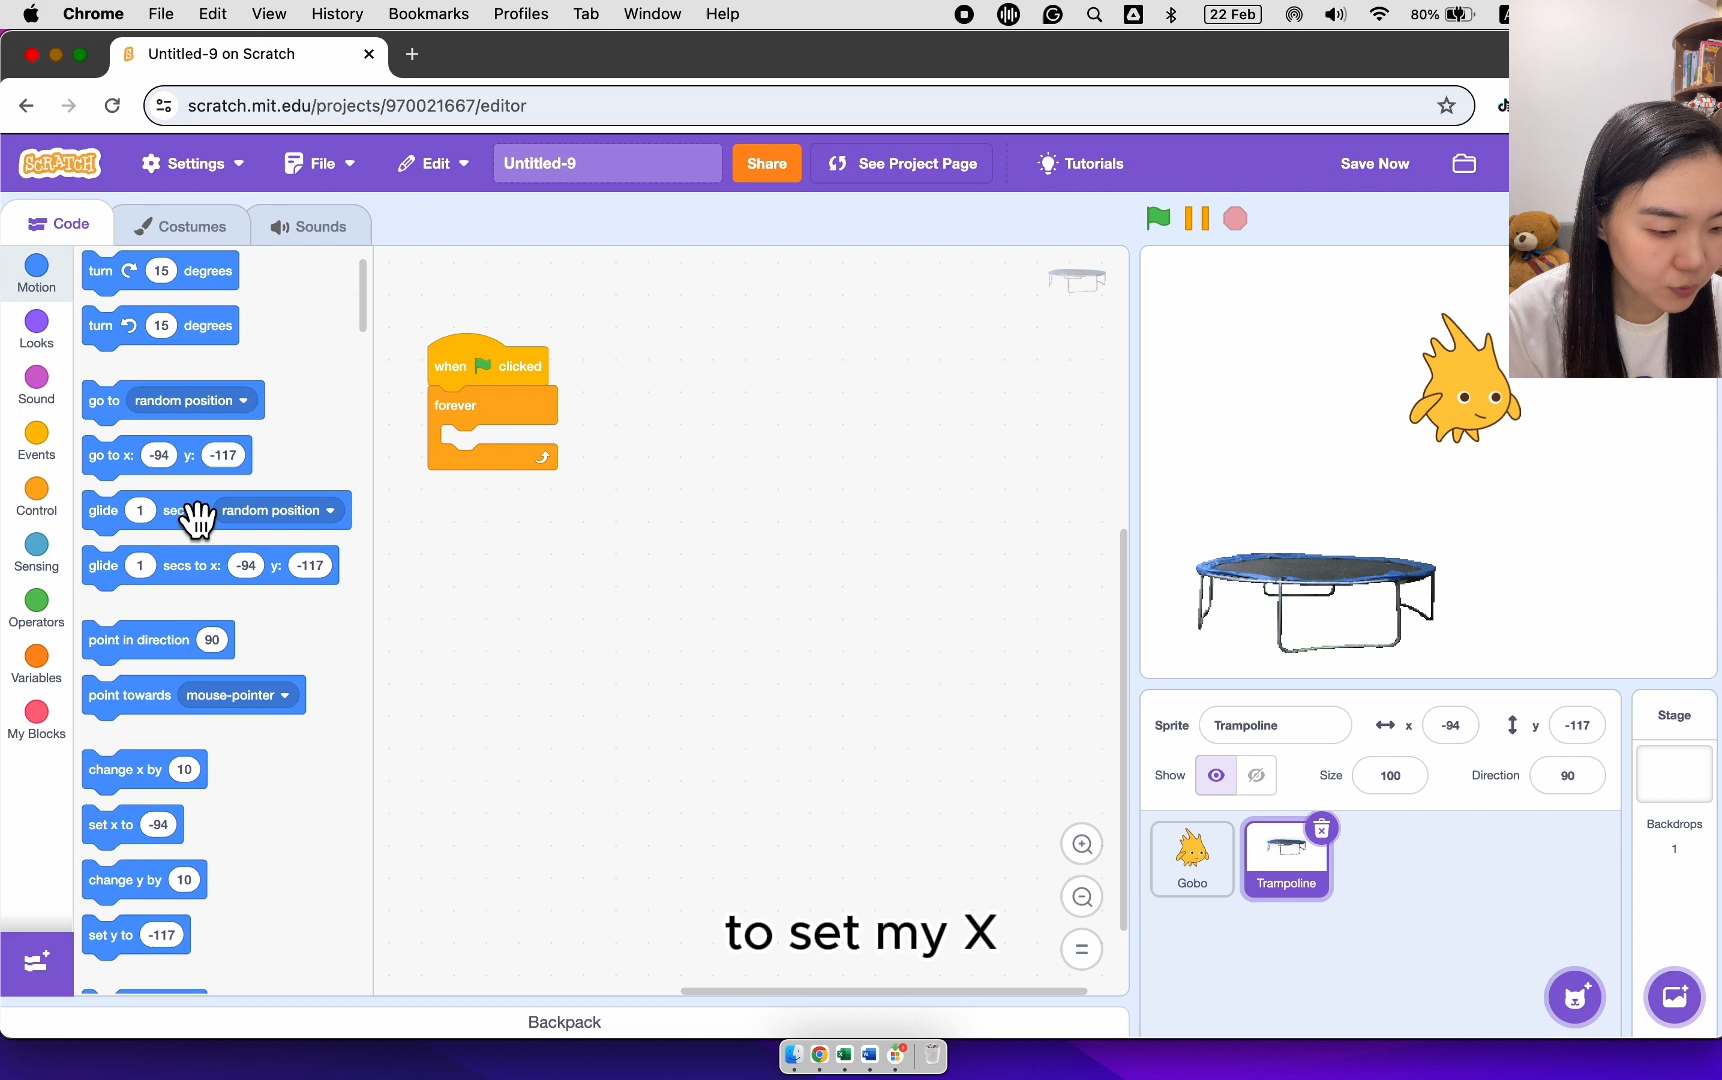 Chrome File Edit View History Bookmarks Profiles Tab Window Help 22 Feb 80%
Untitled-9 on Scratch
scratch.mit.edu/projects/970021667/editor
SCRATCH Settings File Edit Untitled-9 Share See Project Page Tutorials Save Now
Code Costumes Sounds
Motion
Looks
Sound
Events
Control
Sensing
Operators
Variables
My Blocks
turn 15 degrees
turn 15 degrees
go to random position
go to x: -94 y: -117
glide 1 sec random position
glide 1 secs to x: -94 y: -117
point in direction 90
point towards mouse-pointer
change x by 10
set x to -94
change y by 10
set y to -117
when clicked
forever
to set my X
Backpack
Sprite Trampoline x -94 y -117
Show Size 100 Direction 90
Gobo
Trampoline
Stage
Backdrops
1